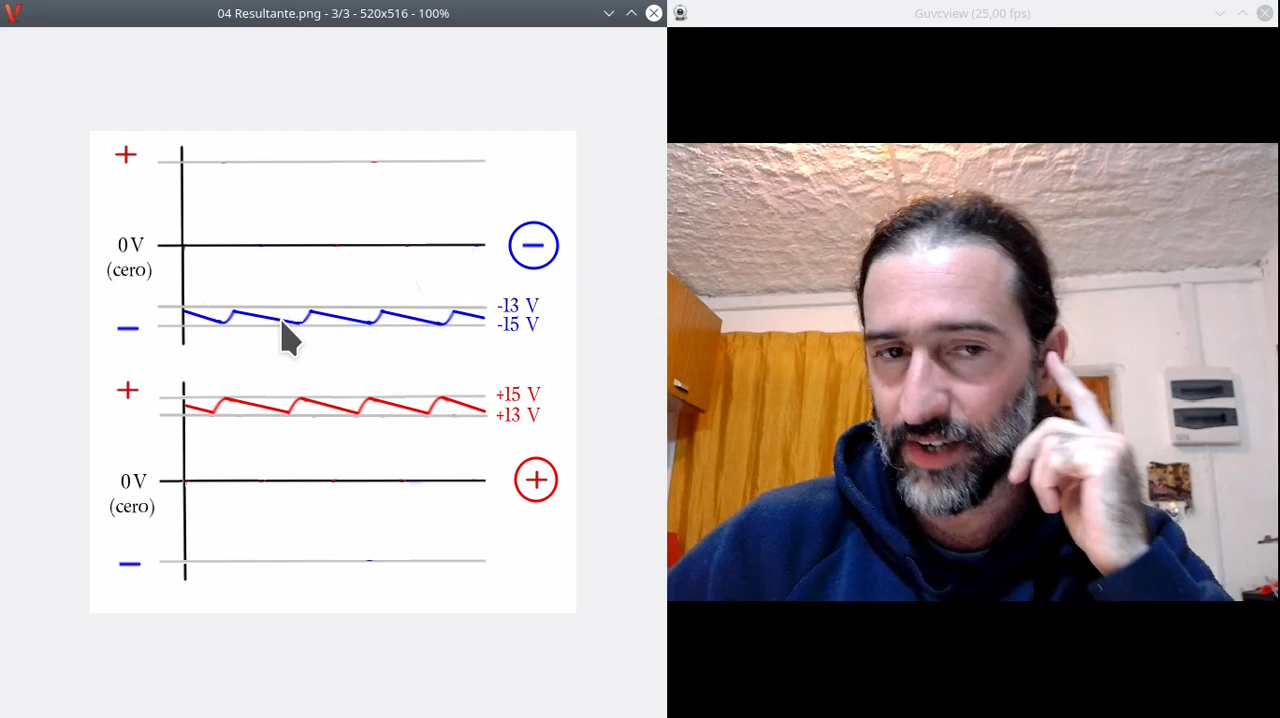 04 Resultante.png - 3/3 - 520x516 - 100%
Guvcview (25,00 fps)
+
0 V
(cero)
−
-13 V
-15 V
−
+
+15 V
+13 V
0 V
(cero)
+
−